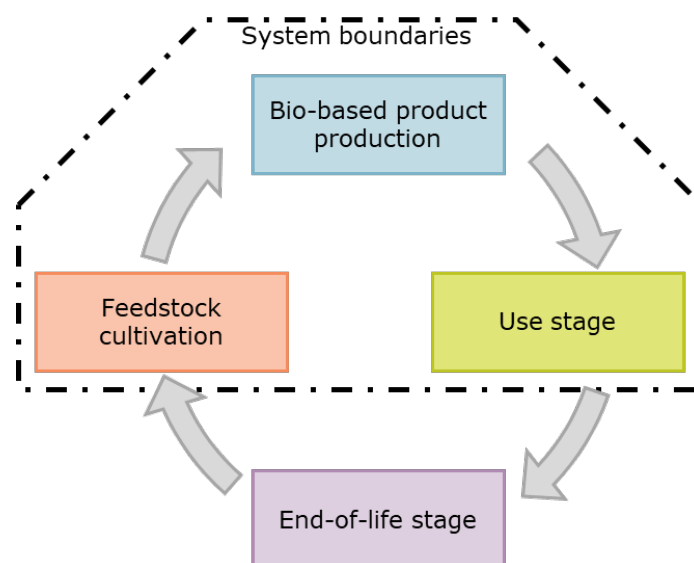 System boundaries
Bio-based product
production
Feedstock
cultivation
Use stage
End-of-life stage